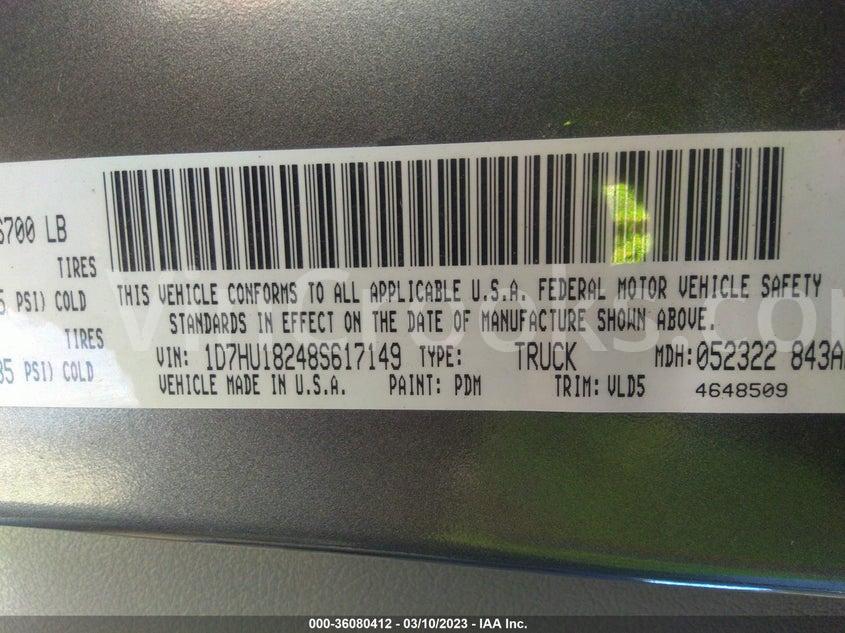 6700 LB
TIRES
5 PSI) COLD
TIRES
35 PSI) COLD
THIS VEHICLE CONFORMS TO ALL APPLICABLE U.S.A. FEDERAL MOTOR VEHICLE SAFETY
STANDARDS IN EFFECT ON THE DATE OF MANUFACTURE SHOWN ABOVE.
VIN: 1D7HU18248S617149 TYPE: TRUCK MDH: 052322 843A
VEHICLE MADE IN U.S.A. PAINT: PDM TRIM: VLD5 4648509
000-36080412 - 03/10/2023 - IAA Inc.